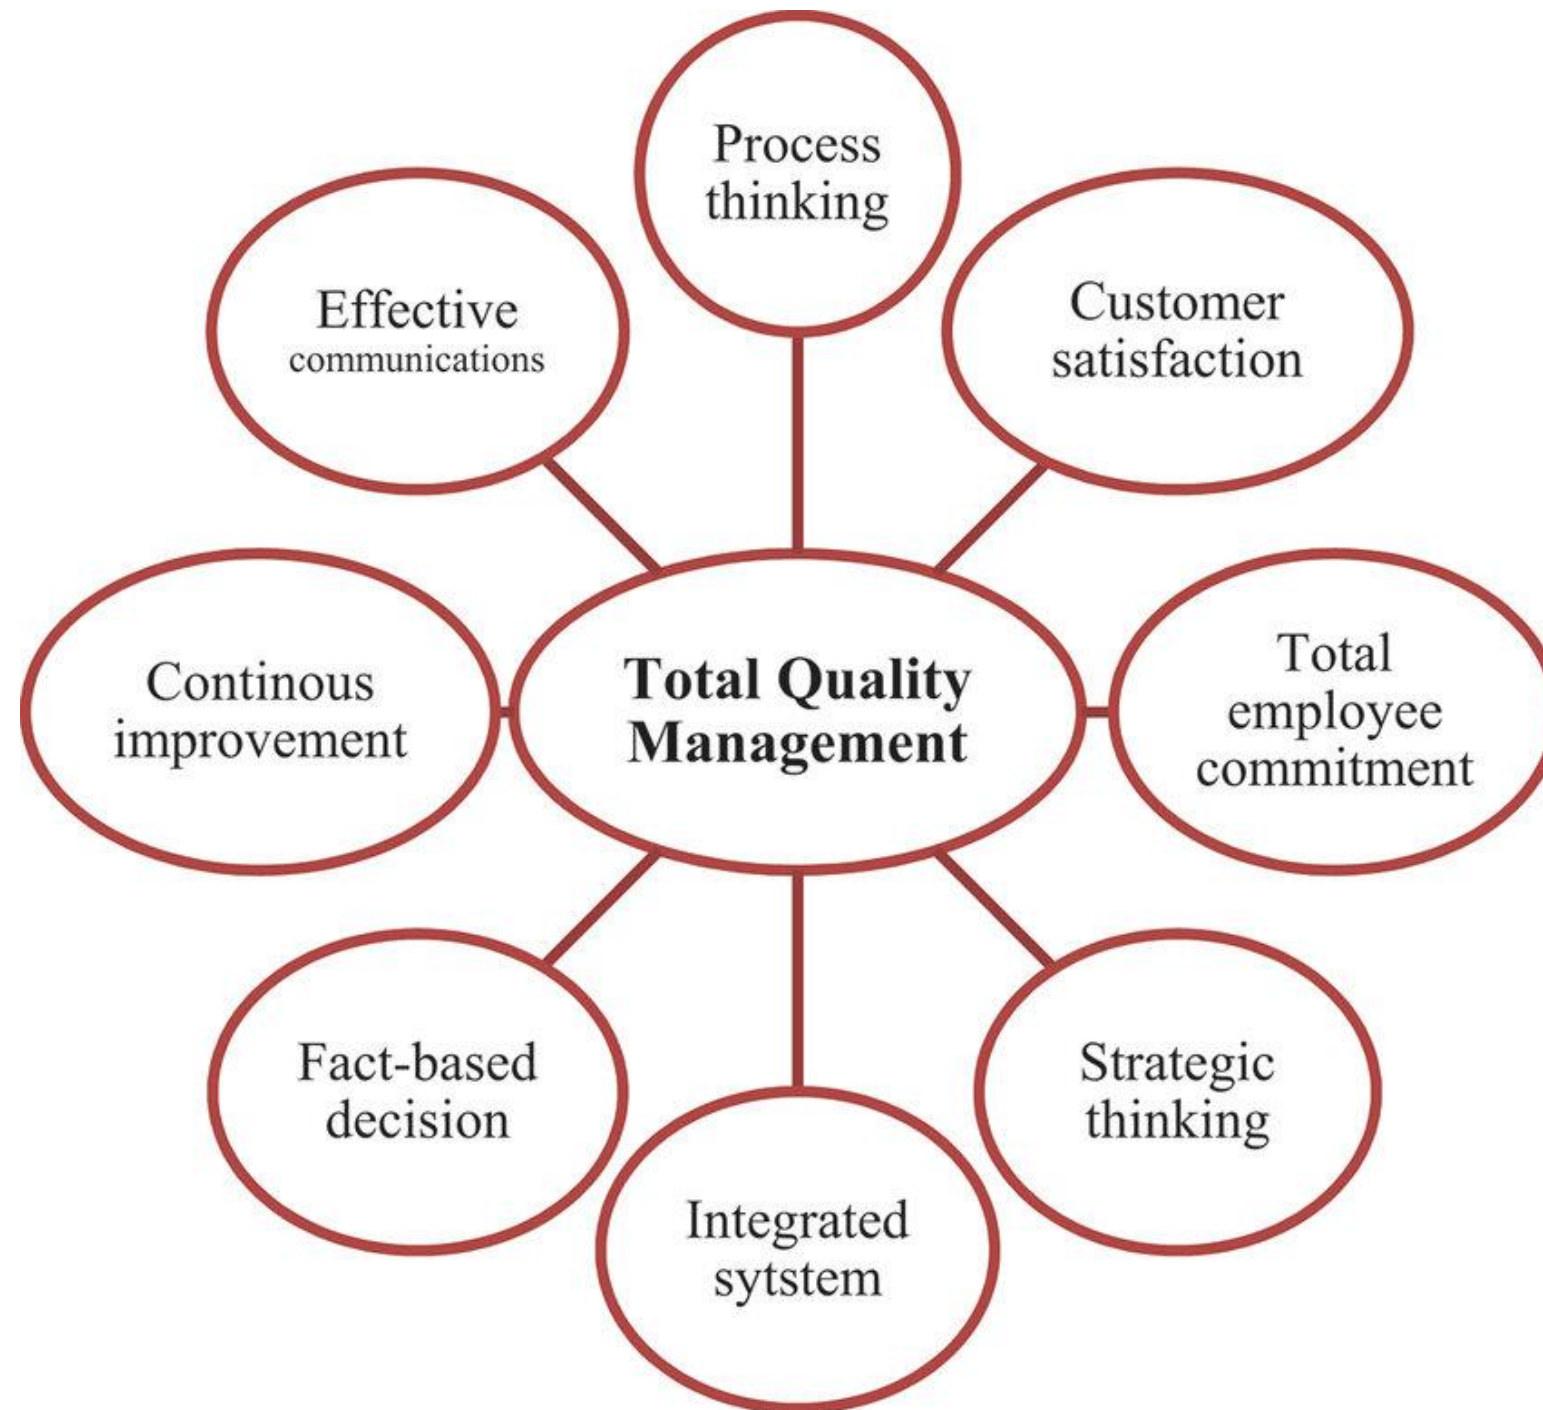 Process
thinking
Effective
communications
Customer
satisfaction
Continous
improvement
Total Quality
Management
Total
employee
commitment
Fact-based
decision
Strategic
thinking
Integrated
sytstem